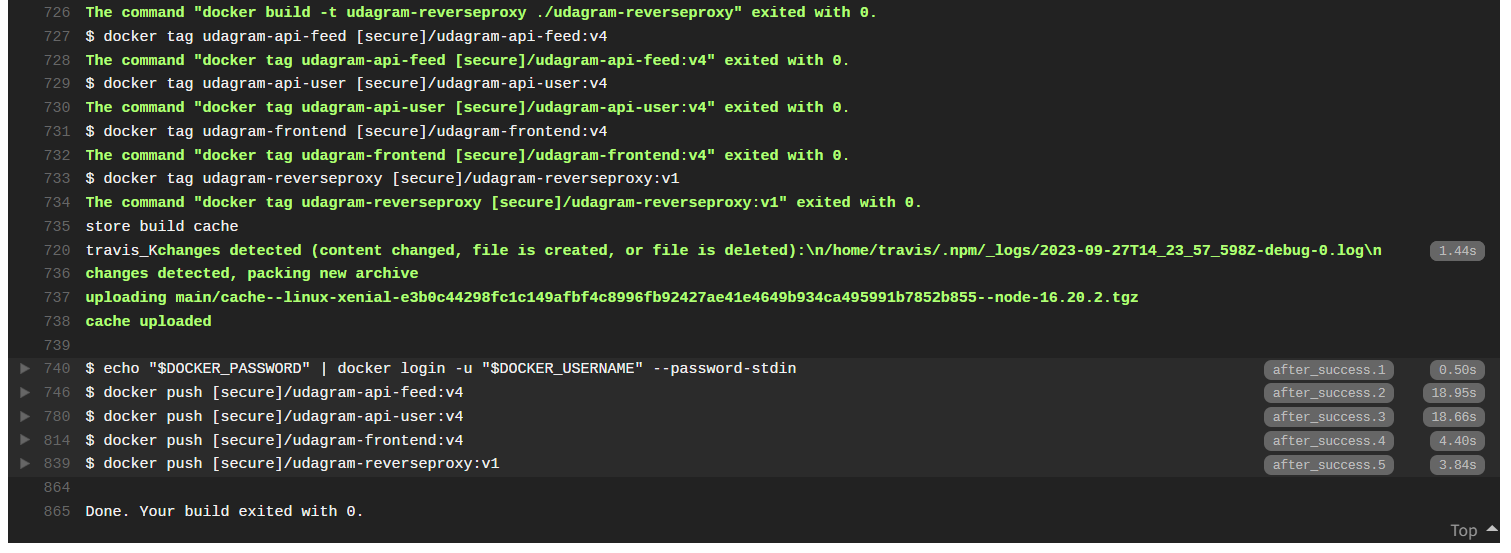 726 The command "docker build -t udagram-reverseproxy ./udagram-reverseproxy" exited with 0.
727 $ docker tag udagram-api-feed [secure]/udagram-api-feed:v4
728 The command "docker tag udagram-api-feed [secure]/udagram-api-feed:v4" exited with 0.
729 $ docker tag udagram-api-user [secure]/udagram-api-user:v4
730 The command "docker tag udagram-api-user [secure]/udagram-api-user:v4" exited with 0.
731 $ docker tag udagram-frontend [secure]/udagram-frontend:v4
732 The command "docker tag udagram-frontend [secure]/udagram-frontend:v4" exited with 0.
733 $ docker tag udagram-reverseproxy [secure]/udagram-reverseproxy:v1
734 The command "docker tag udagram-reverseproxy [secure]/udagram-reverseproxy:v1" exited with 0.
735 store build cache
720 travis_Kchanges detected (content changed, file is created, or file is deleted):\n/home/travis/.npm/_logs/2023-09-27T14_23_57_598Z-debug-0.log\n 1.44s
736 changes detected, packing new archive
737 uploading main/cache--linux-xenial-e3b0c44298fc1c149afbf4c8996fb92427ae41e4649b934ca495991b7852b855--node-16.20.2.tgz
738 cache uploaded
739
740 $ echo "$DOCKER_PASSWORD" | docker login -u "$DOCKER_USERNAME" --password-stdin after_success.1 0.50s
746 $ docker push [secure]/udagram-api-feed:v4 after_success.2 18.95s
780 $ docker push [secure]/udagram-api-user:v4 after_success.3 18.66s
814 $ docker push [secure]/udagram-frontend:v4 after_success.4 4.40s
839 $ docker push [secure]/udagram-reverseproxy:v1 after_success.5 3.84s
864
865 Done. Your build exited with 0.
Top